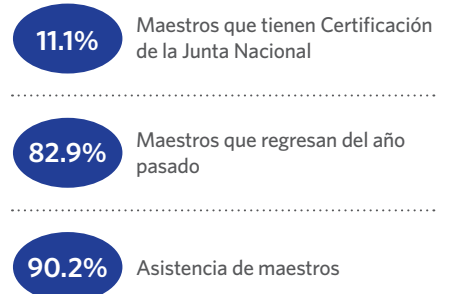 11.1%
Maestros que tienen Certificación
de la Junta Nacional
82.9%
Maestros que regresan del año
pasado
90.2%
Asistencia de maestros